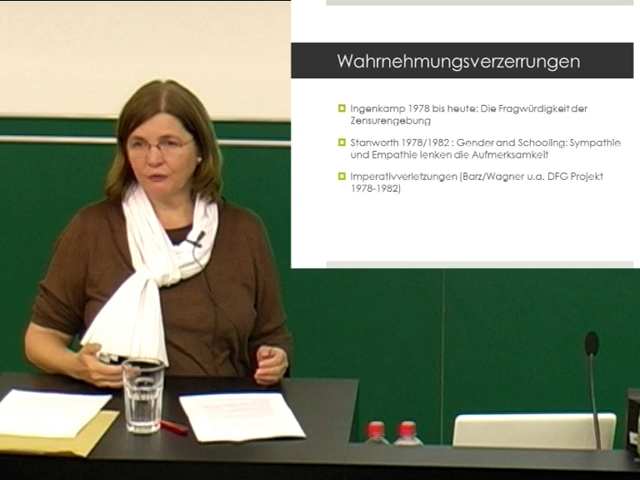 Wahrnehmungsverzerrungen
Ingenkamp 1978 bis heute: Die Fragwürdigkeit der
Zensurengebung
Stanworth 1978/1982 : Gender and Schooling: Sympathie
und Empathie lenken die Aufmerksamkeit
Imperativverletzungen (Barz/Wagner u.a. DFG Projekt
1978-1982)